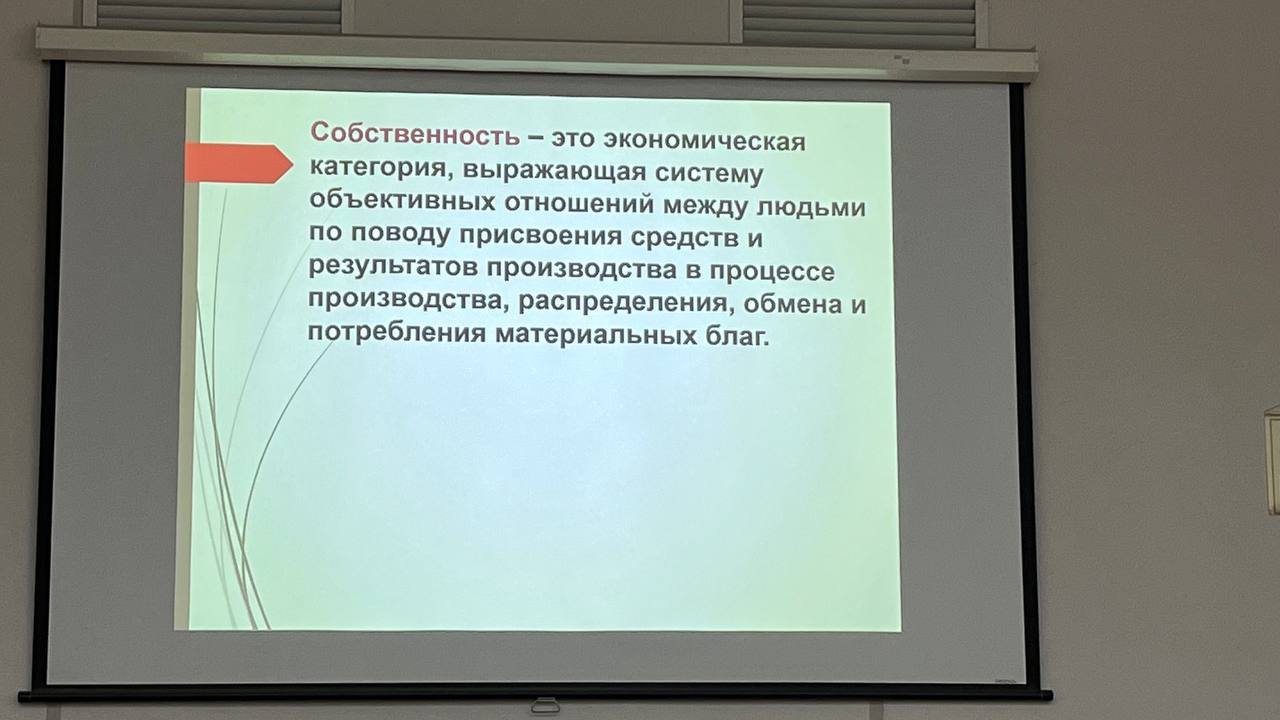 Собственность – это экономическая
категория, выражающая систему
объективных отношений между людьми
по поводу присвоения средств и
результатов производства в процессе
производства, распределения, обмена и
потребления материальных благ.